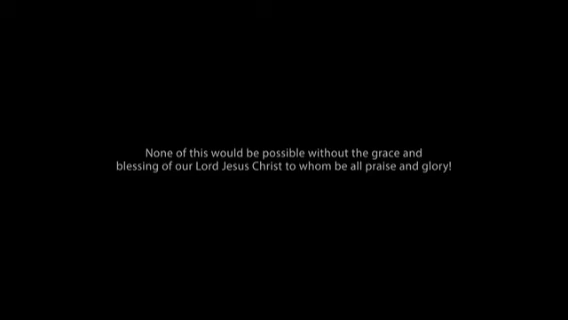 None of this would be possible without the grace and
blessing of our Lord Jesus Christ to whom be all praise and glory!